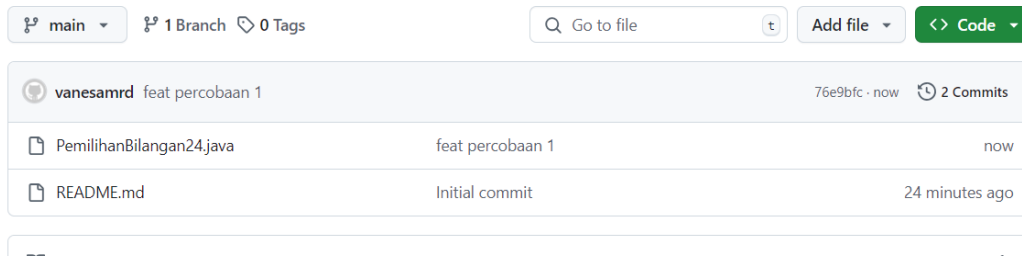 main 1 Branch 0 Tags Go to file t Add file Code
vanesamrd feat percobaan 1 76e9bfc · now 2 Commits
PemilihanBilangan24.java feat percobaan 1 now
README.md Initial commit 24 minutes ago